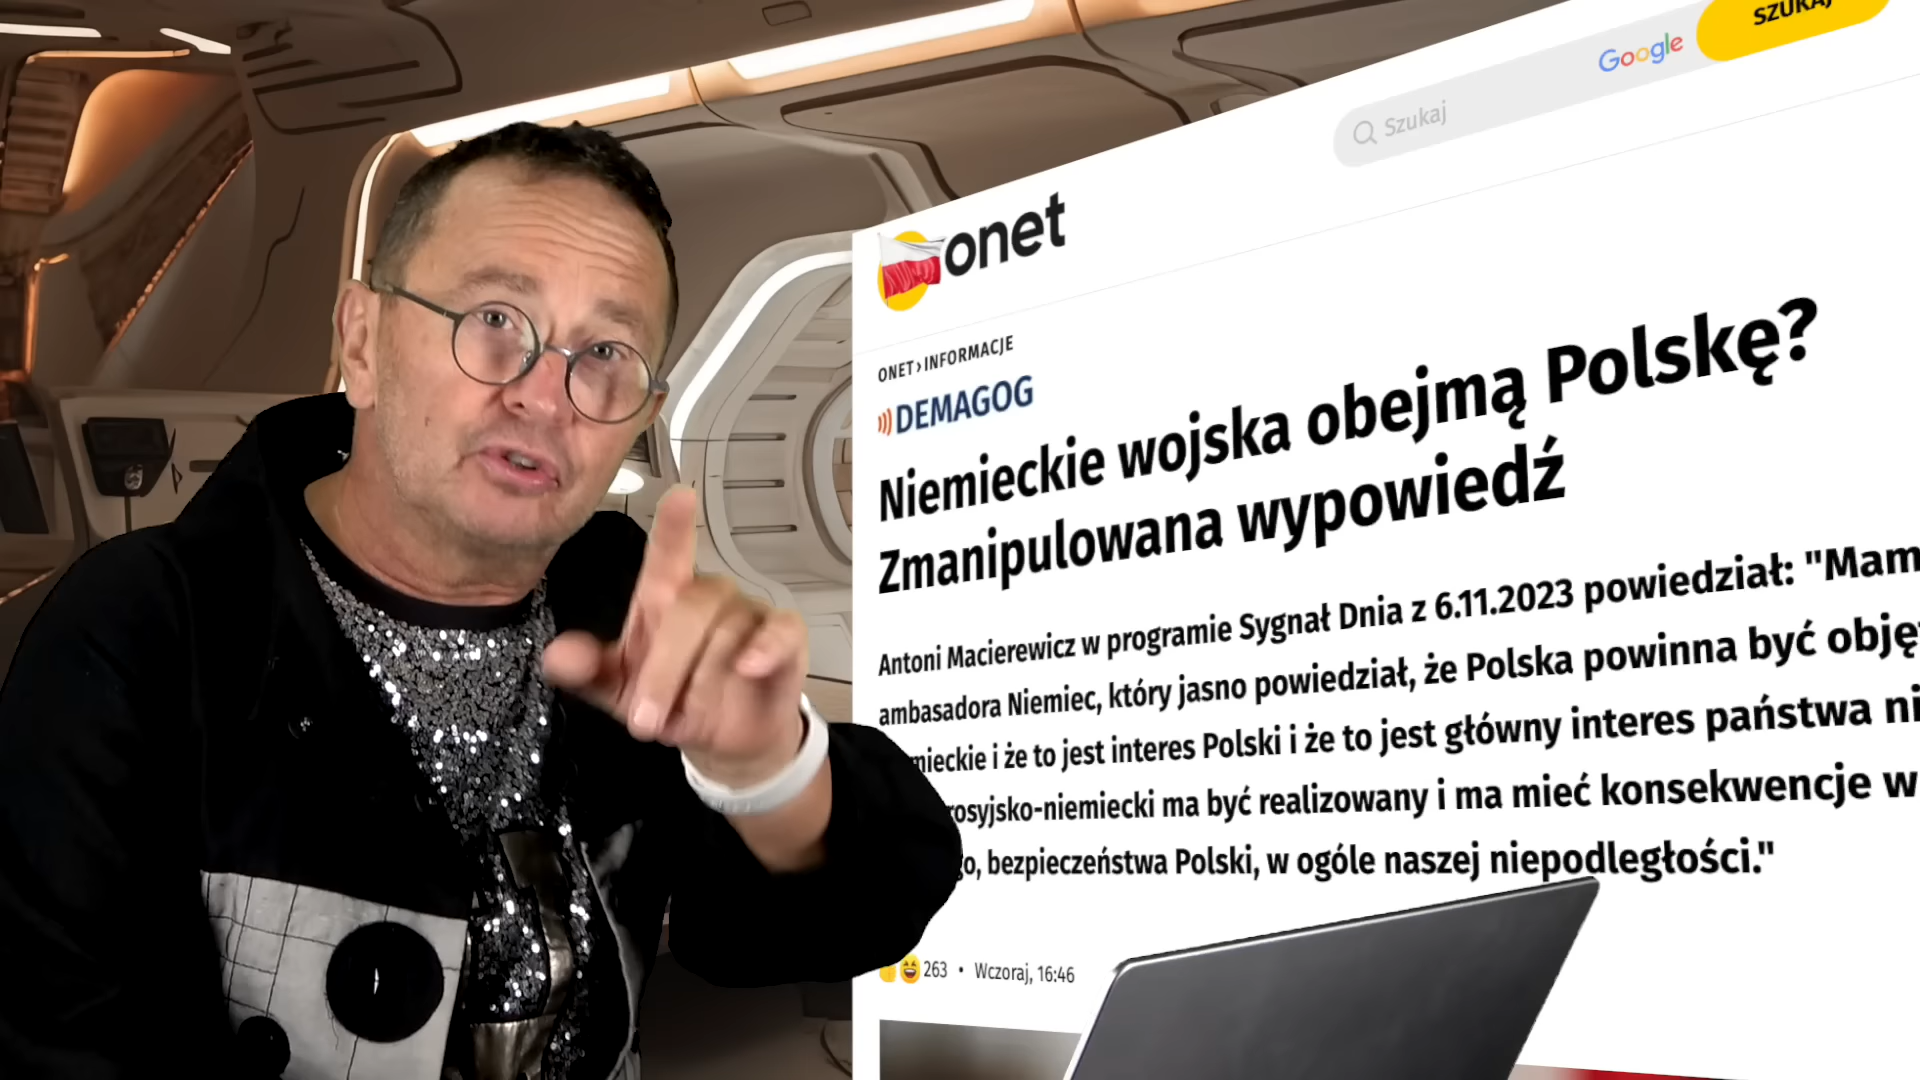 SZUKAJ
Google
Szukaj
onet
ONET › INFORMACJE
DEMAGOG
Niemieckie wojska obejmą Polskę?
Zmanipulowana wypowiedź
Antoni Macierewicz w programie Sygnał Dnia z 6.11.2023 powiedział: "Mam
ambasadora Niemiec, który jasno powiedział, że Polska powinna być obję
mieckie i że to jest interes Polski i że to jest główny interes państwa ni
rosyjsko-niemiecki ma być realizowany i ma mieć konsekwencje w
go, bezpieczeństwa Polski, w ogóle naszej niepodległości."
263 • Wczoraj, 16:46